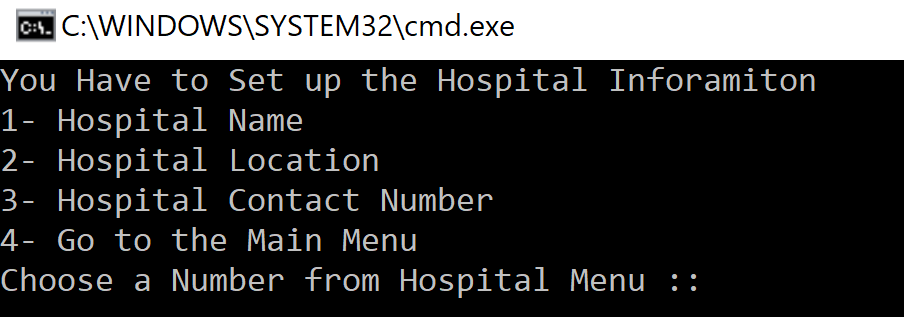 C:\WINDOWS\SYSTEM32\cmd.exe
You Have to Set up the Hospital Inforamiton
1- Hospital Name
2- Hospital Location
3- Hospital Contact Number
4- Go to the Main Menu
Choose a Number from Hospital Menu ::